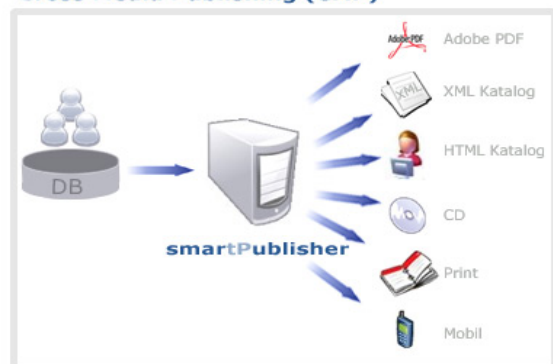 Adobe PDF
Adobe PDF
XML
XML Katalog
HTML Katalog
DB
CD
smartPublisher
Print
Mobil